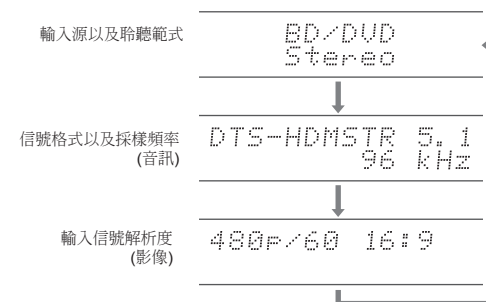 輸入源以及聆聽範式
BD/DVD
Stereo
信號格式以及採樣頻率
(音訊)
DTS-HDMSTR 5.1
96 kHz
輸入信號解析度
(影像)
480p/60 16:9